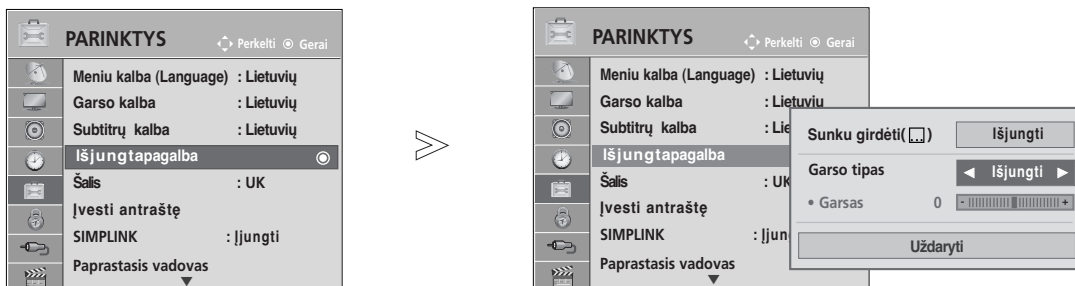 PARINKTYS Perkelti Gerai
Meniu kalba (Language) : Lietuvių
Garso kalba : Lietuvių
Subtitrų kalba : Lietuvių
Išjungtapagalba
Šalis : UK
Įvesti antraštę
SIMPLINK : Įjungti
Paprastasis vadovas
PARINKTYS Perkelti Gerai
Meniu kalba (Language) : Lietuvių
Garso kalba : Lietuvių
Subtitrų kalba : Lie
Išjungtapagalba
Šalis : UK
Įvesti antraštę
SIMPLINK : Įjun
Paprastasis vadovas
Sunku girdėti(...) Išjungti
Garso tipas ◄ Išjungti ►
• Garsas 0 - +
Uždaryti